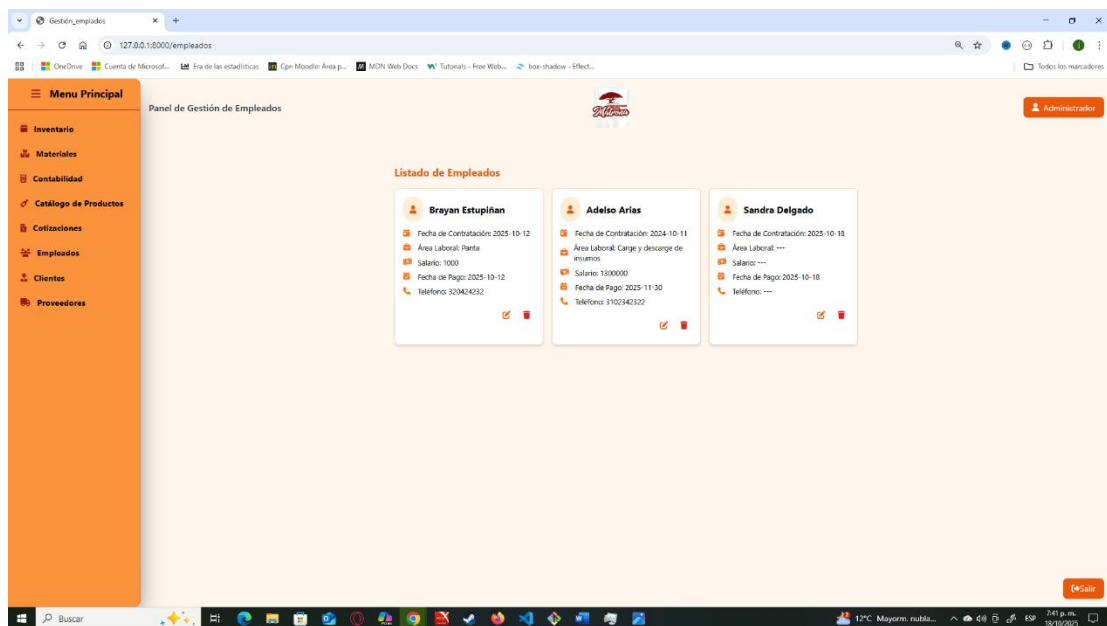 Gestión_empladros
127.0.0.1:8000/empleados
OneDrive
Cuenta de Microsof...
Era de las estadísticas
Cpn Moodle: Área p...
MDN Web Docs
Tutorials - Free Web...
box-shadow - Effect...
Todos los marcadores
Menu Principal
Inventario
Materiales
Contabilidad
Catálogo de Productos
Cotizaciones
Empleados
Clientes
Proveedores
Panel de Gestión de Empleados
Administrador
Listado de Empleados
Brayan Estupiñan
Fecha de Contratación: 2025-10-12
Área Laboral: Panta
Salario: 1000
Fecha de Pago: 2025-10-12
Teléfono: 320424232
Adelso Arias
Fecha de Contratación: 2024-10-11
Área Laboral: Carge y descarge de
insumos
Salario: 1300000
Fecha de Pago: 2025-11-30
Teléfono: 3102342322
Sandra Delgado
Fecha de Contratación: 2025-10-18
Área Laboral: ---
Salario: ---
Fecha de Pago: 2025-10-18
Teléfono: ---
Salir
Buscar
12°C Mayorm. nubla...
ESP
7:41 p. m.
18/10/2025